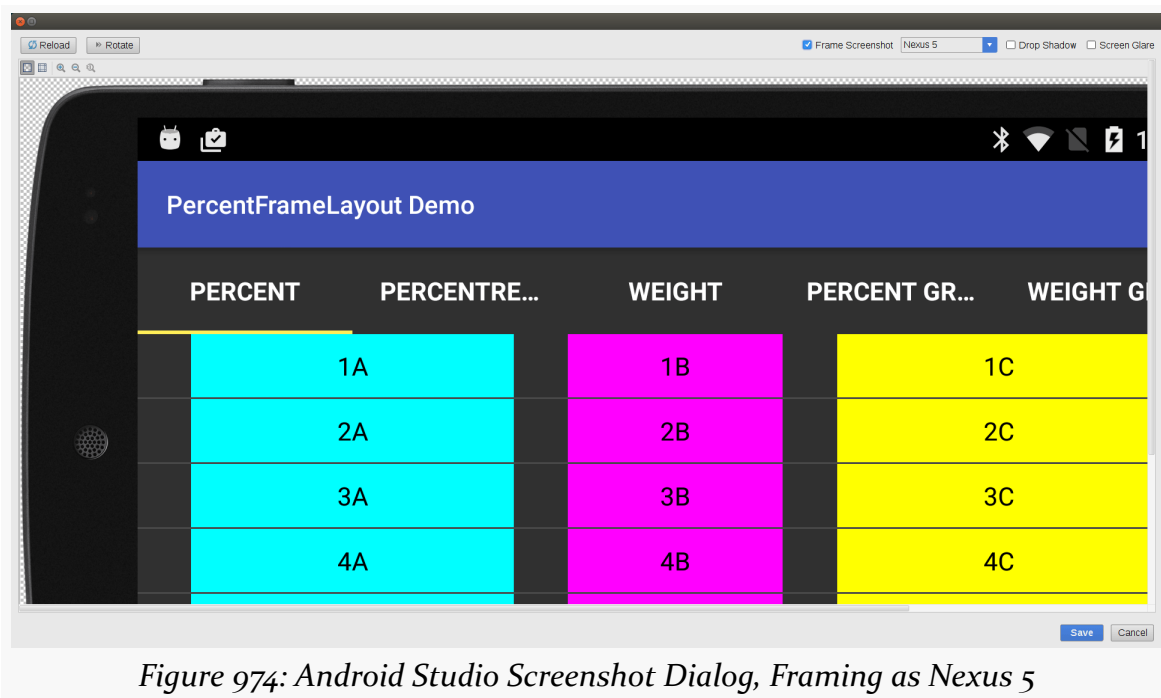 Reload Rotate Frame Screenshot Nexus 5 Drop Shadow Screen Glare
1
PercentFrameLayout Demo
PERCENT PERCENTRE… WEIGHT PERCENT GR… WEIGHT G
1A 1B 1C
2A 2B 2C
3A 3B 3C
4A 4B 4C
Save Cancel
Figure 974: Android Studio Screenshot Dialog, Framing as Nexus 5